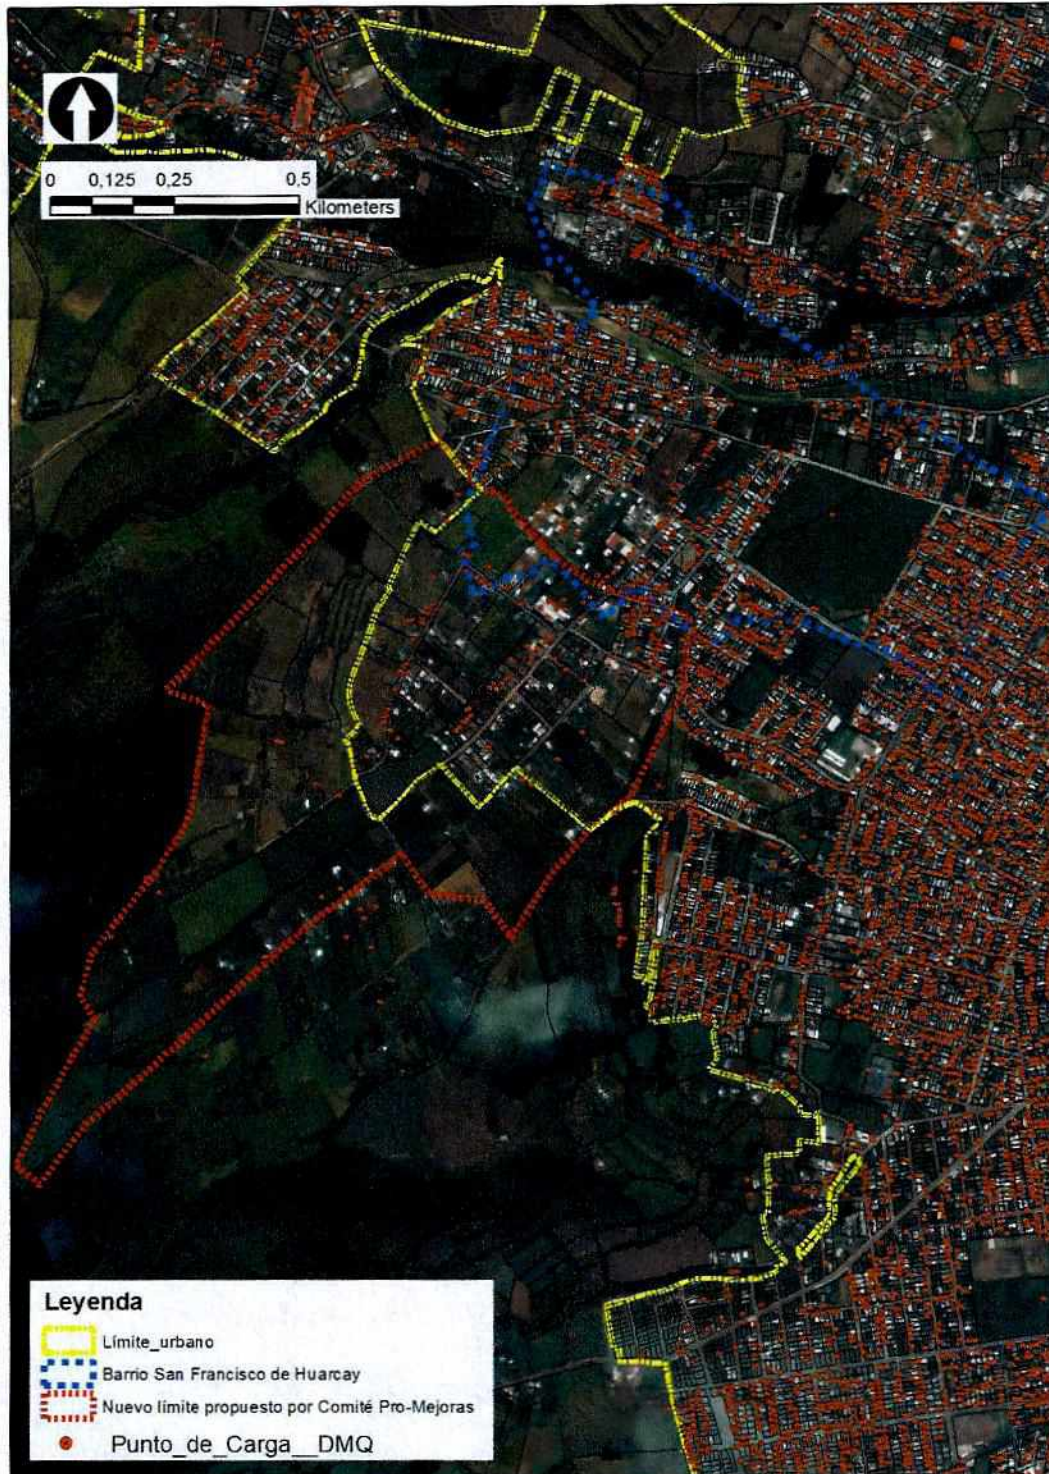 0 0,125 0,25 0,5
Kilometers
Leyenda
Límite_urbano
Barrio San Francisco de Huarcay
Nuevo límite propuesto por Comité Pro-Mejoras
Punto_de_Carga__DMQ